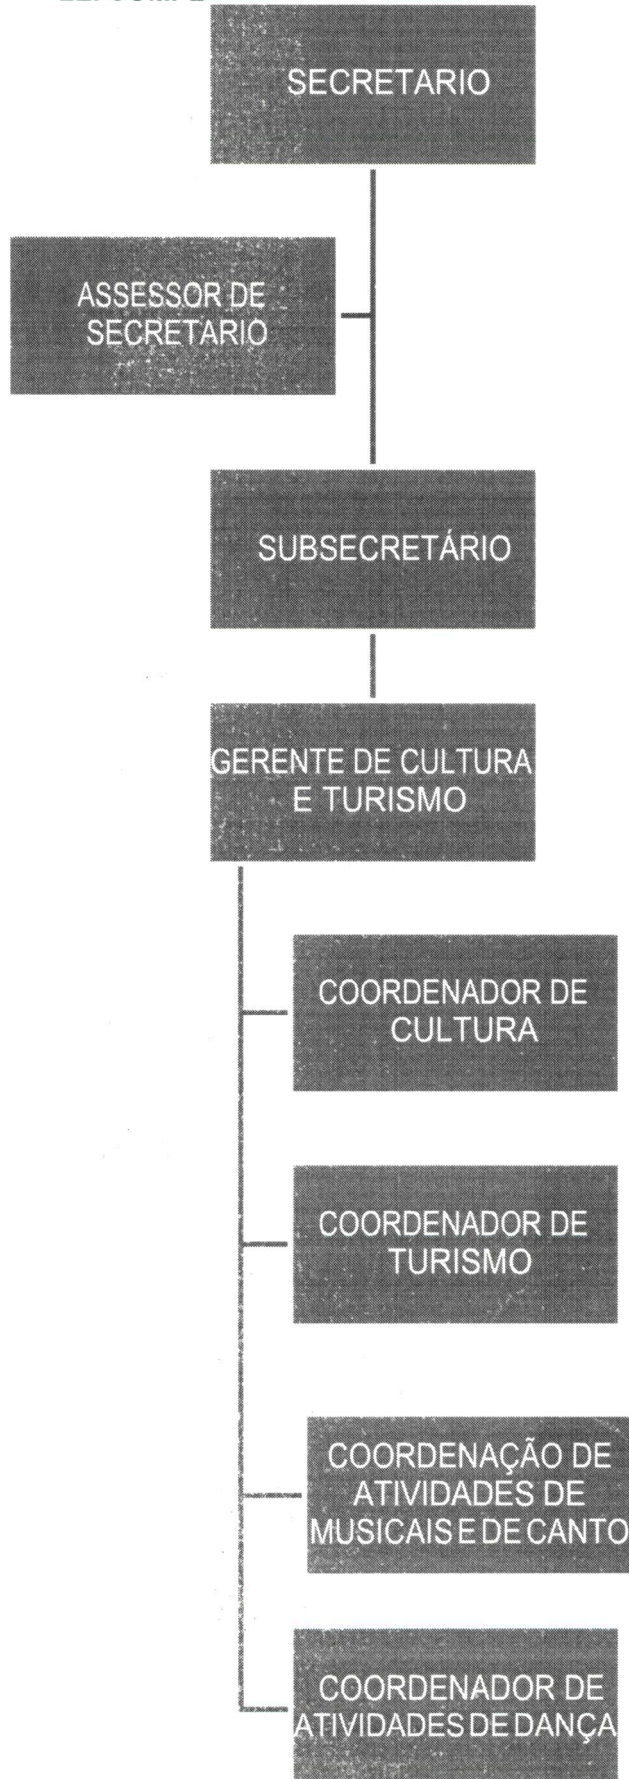 SECRETARIO
ASSESSOR DE
SECRETARIO
SUBSECRETÁRIO
GERENTE DE CULTURA
E TURISMO
COORDENADOR DE
CULTURA
COORDENADOR DE
TURISMO
COORDENAÇÃO DE
ATIVIDADES DE
MUSICAIS E DE CANTO
COORDENADOR DE
ATIVIDADES DE DANÇA